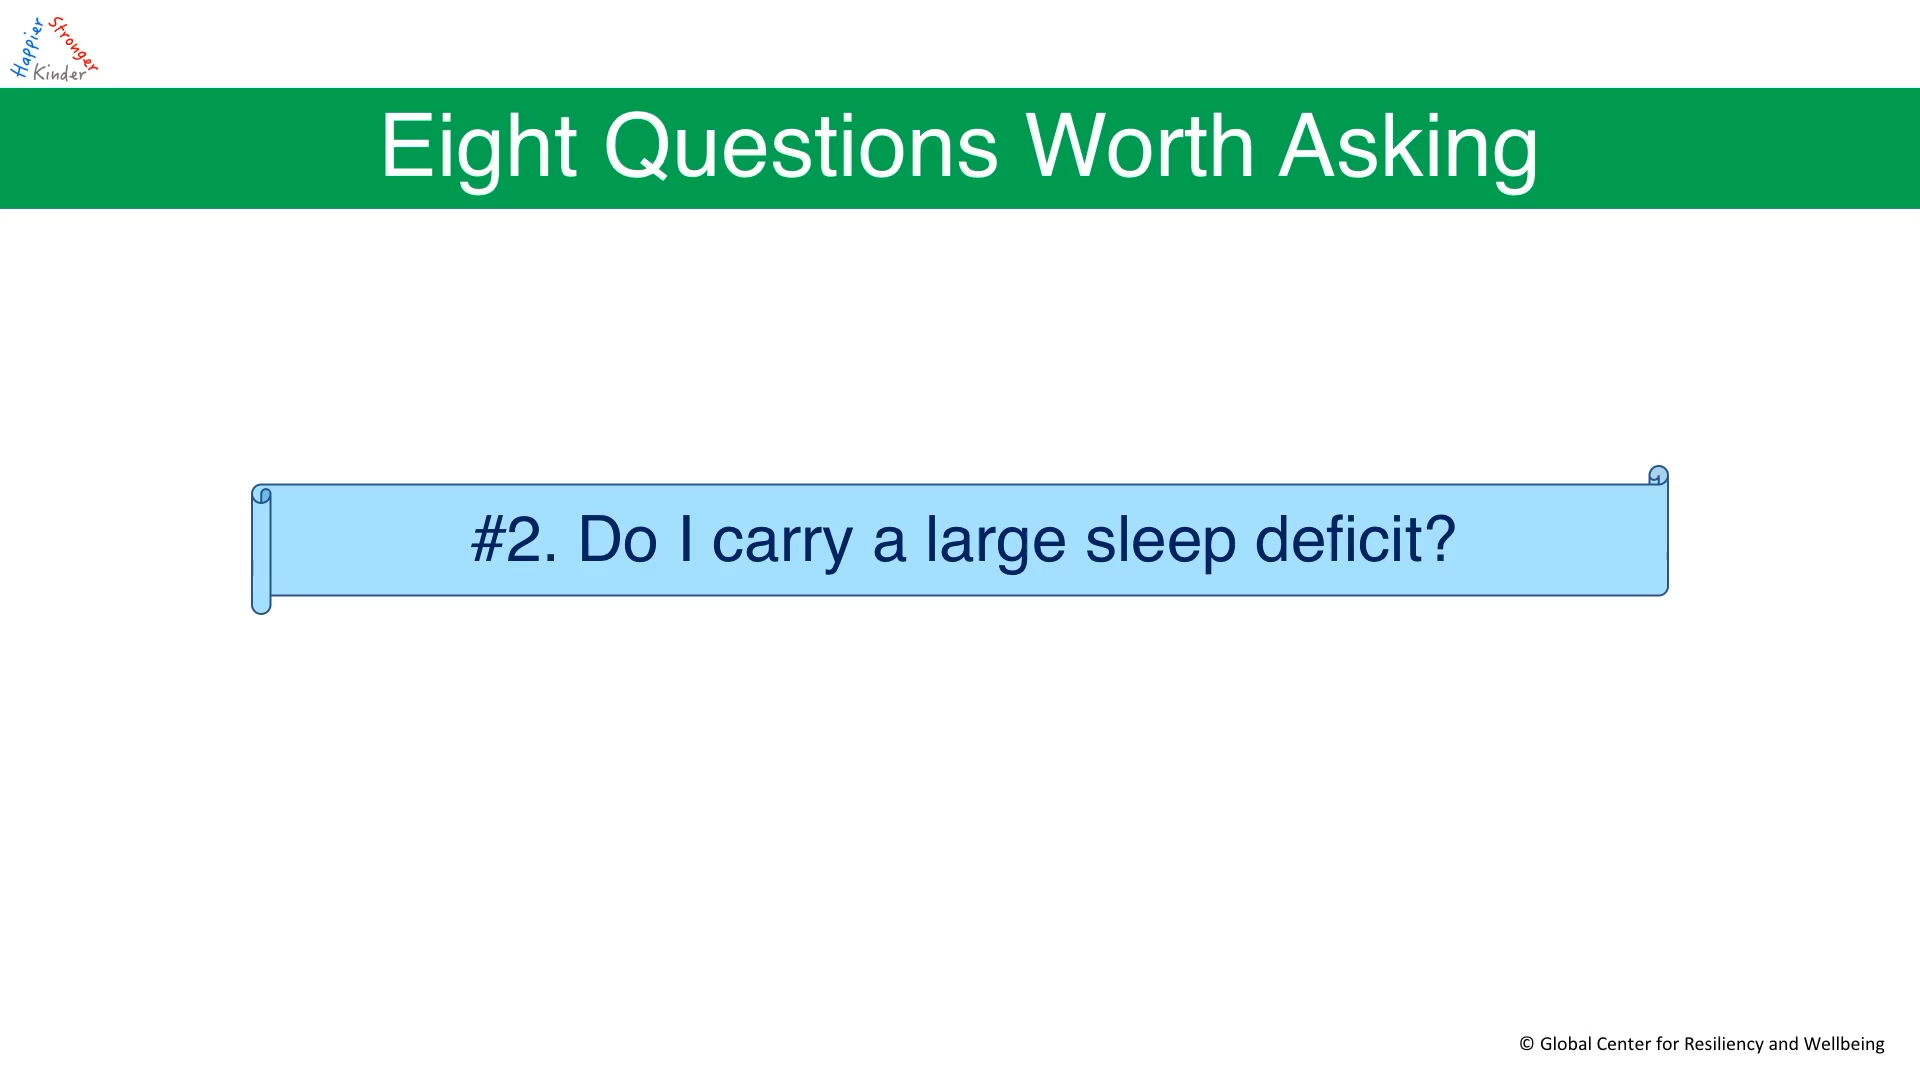 Happier
Stronger
Kinder
Eight Questions Worth Asking
#2. Do I carry a large sleep deficit?
© Global Center for Resiliency and Wellbeing